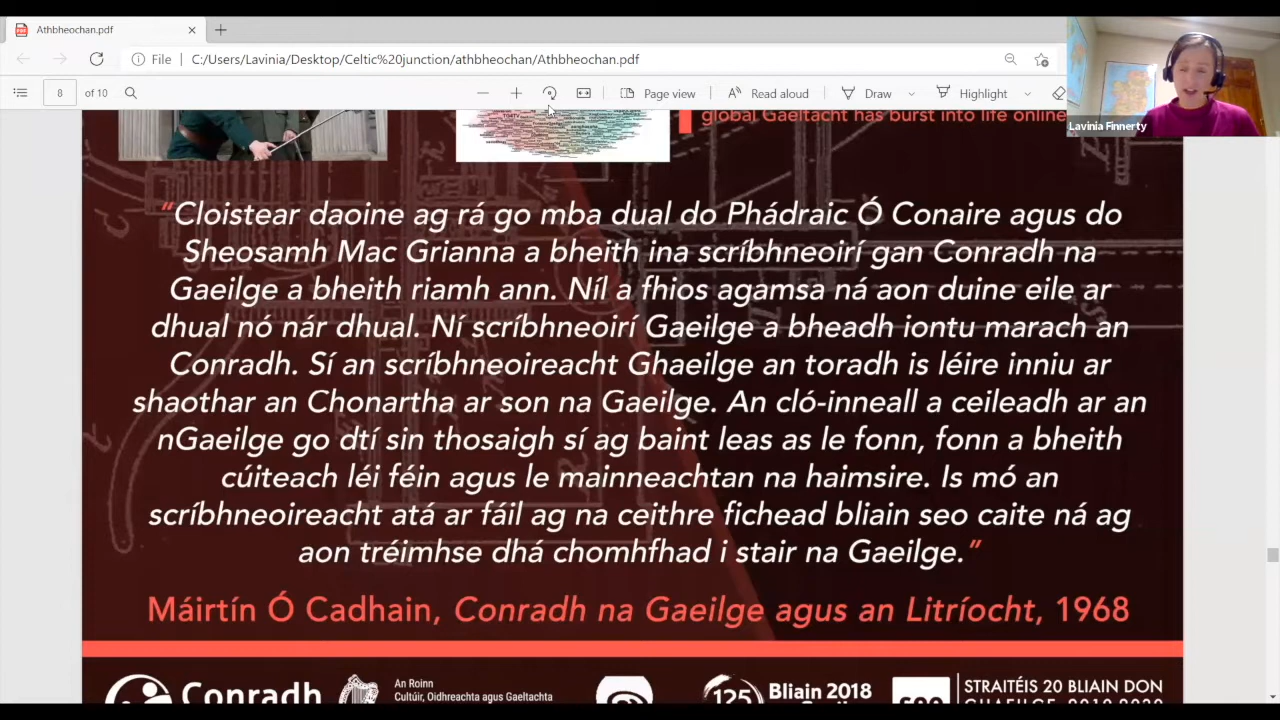 Athbheochan.pdf
File
C:/Users/Lavinia/Desktop/Celtic%20junction/athbheochan/Athbheochan.pdf
8 of 10
Page view
Read aloud
Draw
Highlight
Lavinia Finnerty
global Gaeltacht has burst into life online
“Cloistear daoine ag rá go mba dual do Phádraic Ó Conaire agus do
Sheosamh Mac Grianna a bheith ina scríbhneoirí gan Conradh na
Gaeilge a bheith riamh ann. Níl a fhios agamsa ná aon duine eile ar
dhual nó nár dhual. Ní scríbhneoirí Gaeilge a bheadh iontu marach an
Conradh. Sí an scríbhneoireacht Ghaeilge an toradh is léire inniu ar
shaothar an Chonartha ar son na Gaeilge. An cló-inneall a ceileadh ar an
nGaeilge go dtí sin thosaigh sí ag baint leas as le fonn, fonn a bheith
cúiteach léi féin agus le mainneachtan na haimsire. Is mó an
scríbhneoireacht atá ar fáil ag na ceithre fichead bliain seo caite ná ag
aon tréimhse dhá chomhfhad i stair na Gaeilge.”
Máirtín Ó Cadhain, Conradh na Gaeilge agus an Litríocht, 1968
Conradh
An Roinn
Cultúir, Oidhreachta agus Gaeltachta
125
Bliain 2018
STRAITÉIS 20 BLIAIN DON